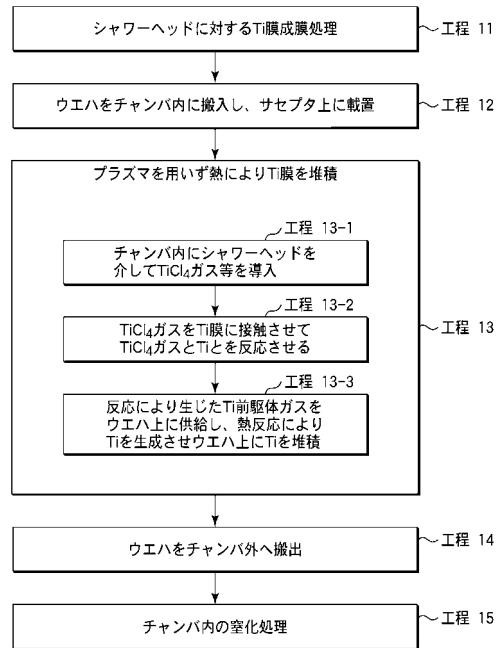 シャワーヘッドに対するTi膜成膜処理
工程 11
ウエハをチャンバ内に搬入し、サセプタ上に載置
工程 12
プラズマを用いず熱によりTi膜を堆積
工程 13
工程 13-1
チャンバ内にシャワーヘッドを
介してTiCl₄ガス等を導入
工程 13-2
TiCl₄ガスをTi膜に接触させて
TiCl₄ガスとTiとを反応させる
工程 13-3
反応により生じたTi前駆体ガスを
ウエハ上に供給し、熱反応により
Tiを生成させウエハ上にTiを堆積
ウエハをチャンバ外へ搬出
工程 14
チャンバ内の窒化処理
工程 15